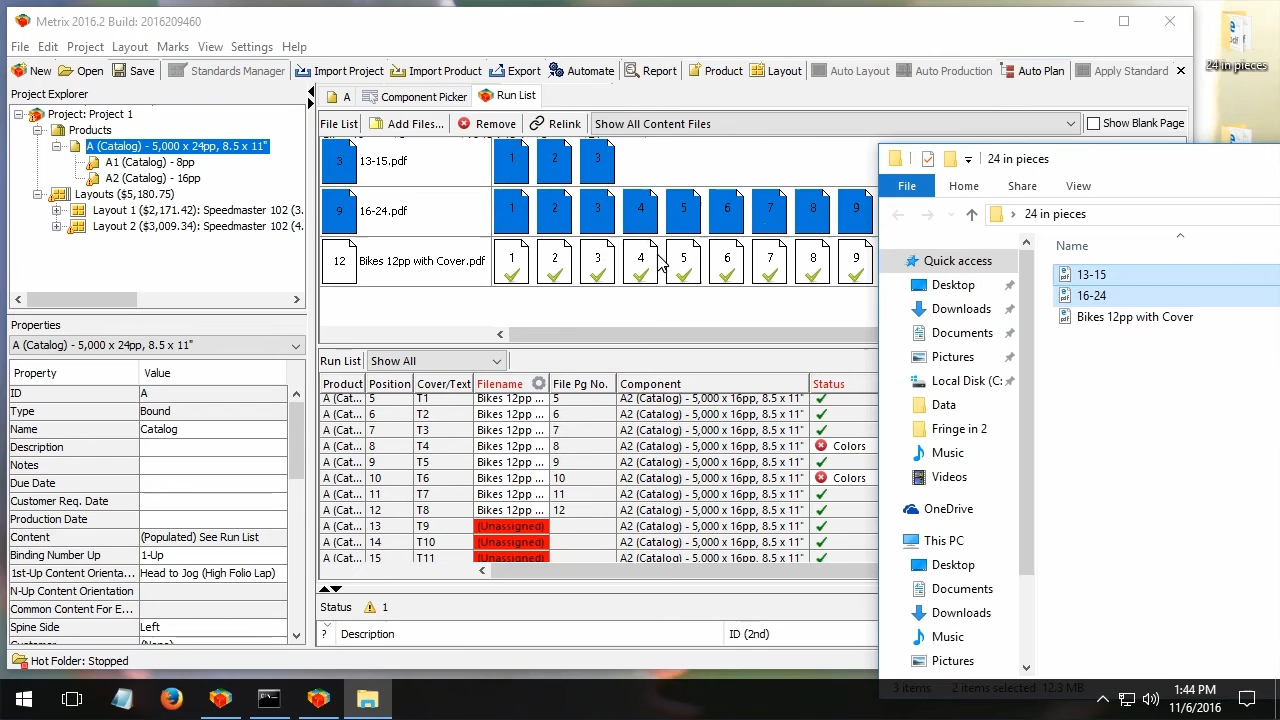 Metrix 2016.2 Build: 2016209460
File Edit Project Layout Marks View Settings Help
New Open Save Standards Manager Import Project Import Product Export Automate Report Product Layout Auto Layout Auto Production Auto Plan Apply Standard
Project Explorer
Project: Project 1
Products
A (Catalog) - 5,000 x 24pp, 8.5 x 11"
A1 (Catalog) - 8pp
A2 (Catalog) - 16pp
Layouts ($5,180.75)
Layout 1 ($2,171.42): Speedmaster 102 (3.
Layout 2 ($3,009.34): Speedmaster 102 (4.
Properties
A (Catalog) - 5,000 x 24pp, 8.5 x 11"
Property Value
ID A
Type Bound
Name Catalog
Description
Notes
Due Date
Customer Req. Date
Production Date
Content (Populated) See Run List
Binding Number Up 1-Up
1st-Up Content Orienta... Head to Jog (High Folio Lap)
N-Up Content Orientation
Common Content For E...
Spine Side Left
Customer (None)
Hot Folder: Stopped
A Component Picker Run List
File List Add Files... Remove Relink Show All Content Files Show Blank Page
3 13-15.pdf 1 2 3
9 16-24.pdf 1 2 3 4 5 6 7 8 9
12 Bikes 12pp with Cover.pdf 1 2 3 4 5 6 7 8 9
Run List Show All
Product Position Cover/Text Filename File Pg No. Component Status
A (Cat... 5 T1 Bikes 12pp ... 5 A2 (Catalog) - 5,000 x 16pp, 8.5 x 11"
A (Cat... 6 T2 Bikes 12pp ... 6 A2 (Catalog) - 5,000 x 16pp, 8.5 x 11"
A (Cat... 7 T3 Bikes 12pp ... 7 A2 (Catalog) - 5,000 x 16pp, 8.5 x 11"
A (Cat... 8 T4 Bikes 12pp ... 8 A2 (Catalog) - 5,000 x 16pp, 8.5 x 11" Colors
A (Cat... 9 T5 Bikes 12pp ... 9 A2 (Catalog) - 5,000 x 16pp, 8.5 x 11"
A (Cat... 10 T6 Bikes 12pp ... 10 A2 (Catalog) - 5,000 x 16pp, 8.5 x 11" Colors
A (Cat... 11 T7 Bikes 12pp ... 11 A2 (Catalog) - 5,000 x 16pp, 8.5 x 11"
A (Cat... 12 T8 Bikes 12pp ... 12 A2 (Catalog) - 5,000 x 16pp, 8.5 x 11"
A (Cat... 13 T9 (Unassigned) A2 (Catalog) - 5,000 x 16pp, 8.5 x 11"
A (Cat... 14 T10 (Unassigned) A2 (Catalog) - 5,000 x 16pp, 8.5 x 11"
A (Cat... 15 T11 (Unassigned) A2 (Catalog) - 5,000 x 16pp, 8.5 x 11"
Status 1
? Description ID (2nd)
24 in pieces
24 in pieces
File Home Share View
24 in pieces
Quick access
Desktop
Downloads
Documents
Pictures
Local Disk (C:
Data
Fringe in 2
Music
Videos
OneDrive
This PC
Desktop
Documents
Downloads
Music
Pictures
Name
13-15
16-24
Bikes 12pp with Cover
3 items 2 items selected 12.3 MB
1:44 PM
11/6/2016